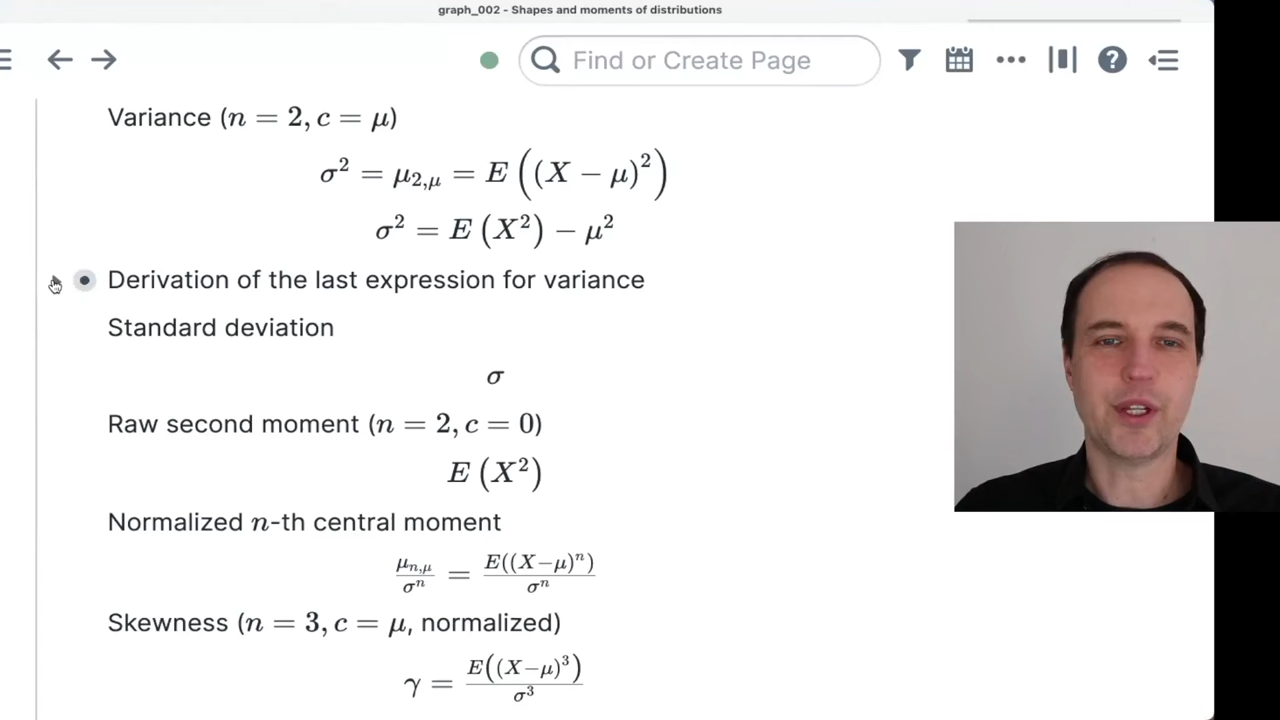 graph_002 - Shapes and moments of distributions
Find or Create Page
Variance (n = 2, c = μ)
σ² = μ₂,μ = E((X − μ)²)
σ² = E(X²) − μ²
Derivation of the last expression for variance
Standard deviation
σ
Raw second moment (n = 2, c = 0)
E(X²)
Normalized n-th central moment
μₙ,μ/σⁿ = E((X−μ)ⁿ)/σⁿ
Skewness (n = 3, c = μ, normalized)
γ = E((X−μ)³)/σ³